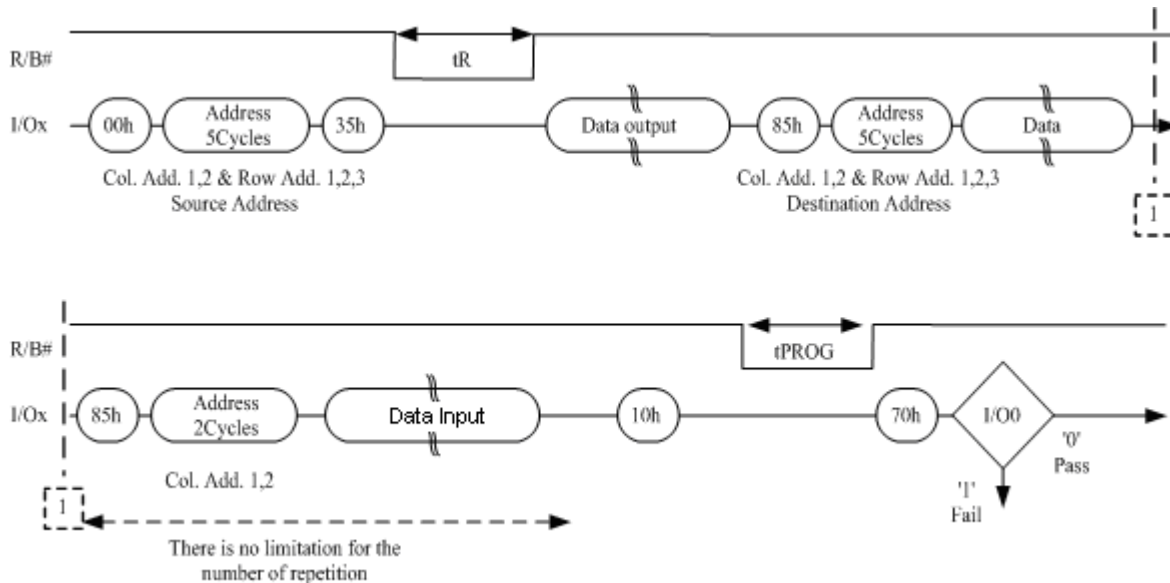 R/B#
tR
I/Ox
00h
Address
5Cycles
35h
Data output
85h
Address
5Cycles
Data
Col. Add. 1,2 & Row Add. 1,2,3
Source Address
Col. Add. 1,2 & Row Add. 1,2,3
Destination Address
1
R/B#
tPROG
I/Ox
85h
Address
2Cycles
Data Input
10h
70h
I/O0
'0'
Pass
Col. Add. 1,2
1
'1'
Fail
There is no limitation for the
number of repetition